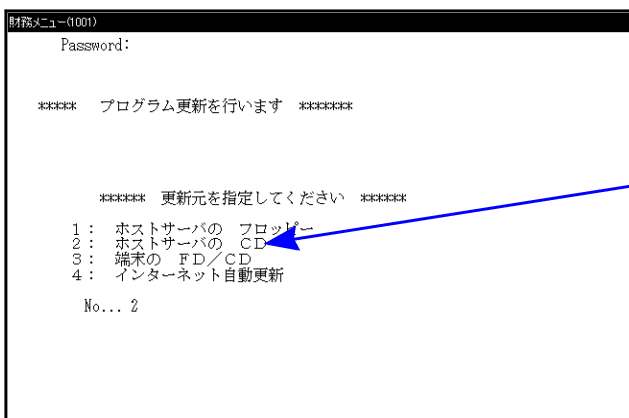 財務メニュー(1001)
Password:
***** プログラム更新を行います *******
****** 更新元を指定してください ******
1： ホストサーバの フロッピー
2： ホストサーバの ＣＤ
3： 端末の ＦＤ／ＣＤ
4： インターネット自動更新
No... 2